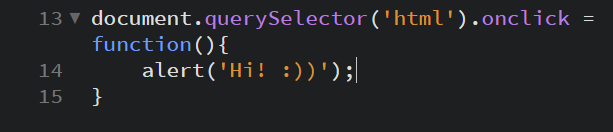 13 ▼ document.querySelector('html').onclick =
function(){
14 alert('Hi! :))');
15 }